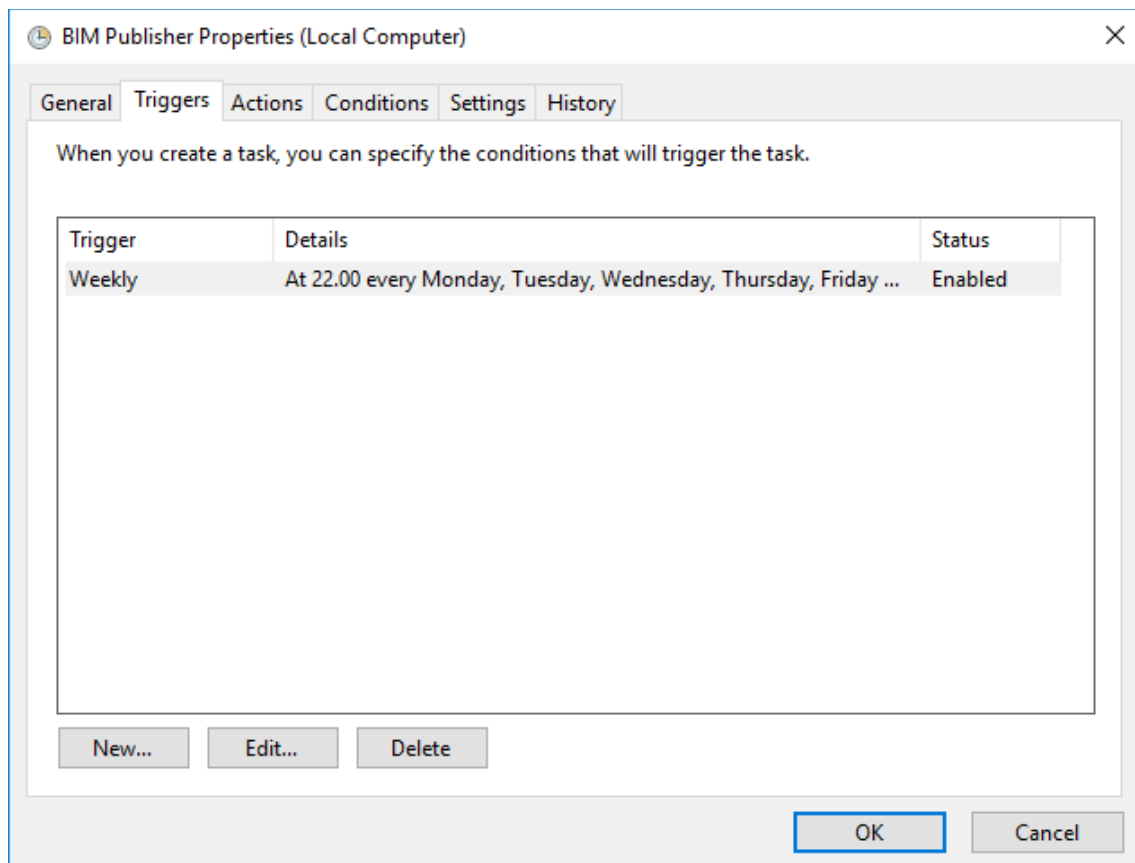 BIM Publisher Properties (Local Computer)
General Triggers Actions Conditions Settings History
When you create a task, you can specify the conditions that will trigger the task.
Trigger Details Status
Weekly At 22.00 every Monday, Tuesday, Wednesday, Thursday, Friday ... Enabled
New... Edit... Delete
OK Cancel